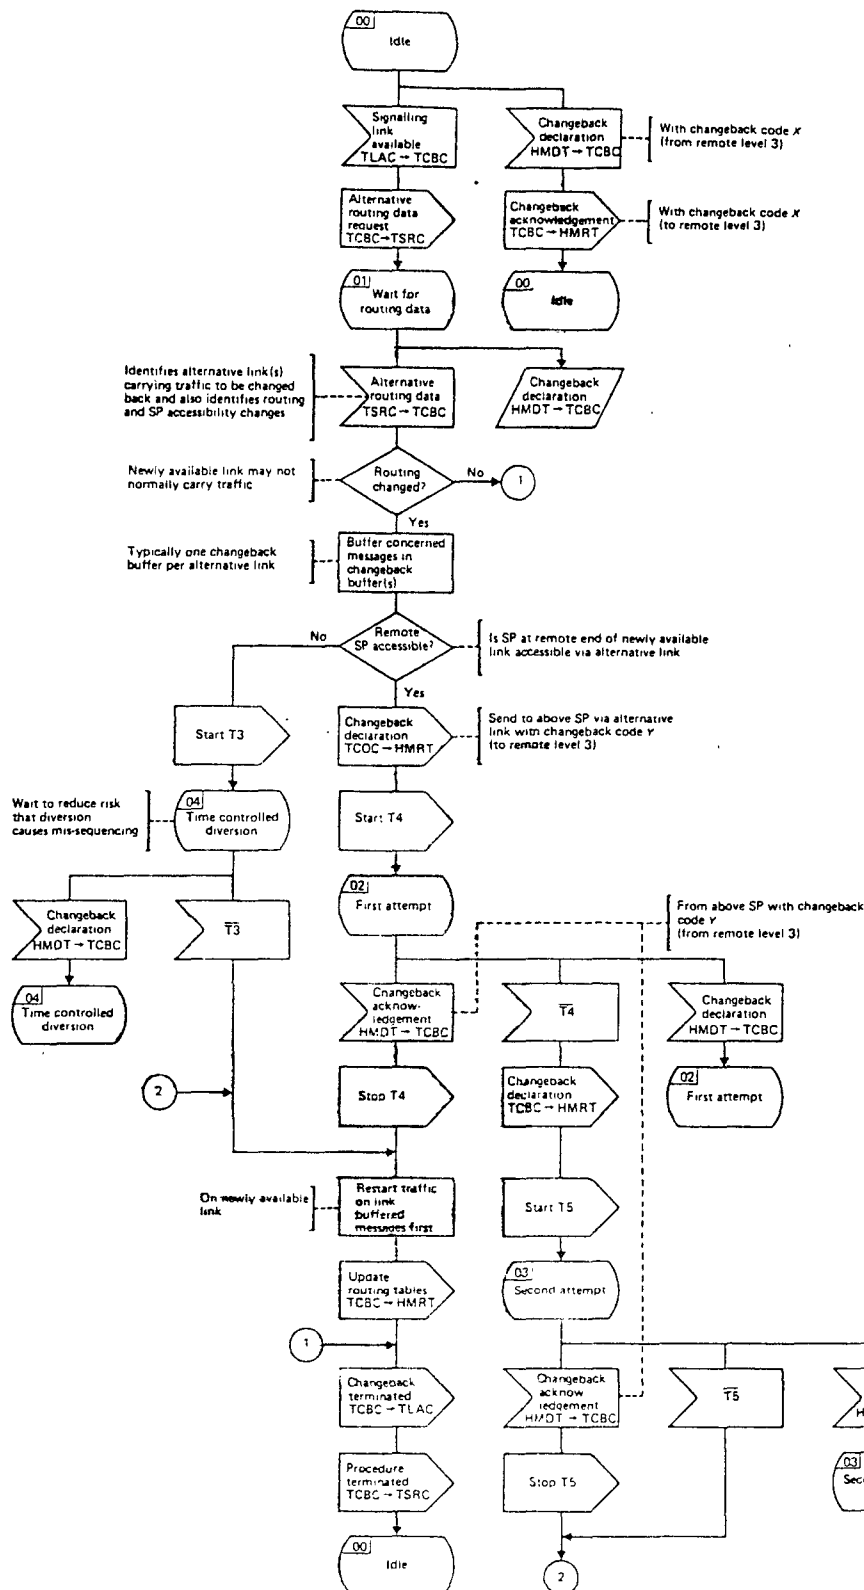 00
Idle
Signalling
link
available
TLAC → TCBC
Changeback
declaration
HMDT → TCBC
With changeback code X
(from remote level 3)
Alternative
routing data
request
TCBC → TSRC
Changeback
acknowledgement
TCBC → HMRT
With changeback code X
(to remote level 3)
01
Wait for
routing data
00
Idle
Identifies alternative link(s)
carrying traffic to be changed
back and also identifies routing
and SP accessibility changes
Alternative
routing data
TSRC → TCBC
Changeback
declaration
HMDT → TCBC
Newly available link may not
normally carry traffic
Routing
changed?
No
1
Yes
Typically one changeback
buffer per alternative link
Buffer concerned
messages in
changeback
buffer(s)
No
Remote
SP accessible?
Is SP at remote end of newly available
link accessible via alternative link
Yes
Start T3
Changeback
declaration
TCOC → HMRT
Send to above SP via alternative
link with changeback code Y
(to remote level 3)
Wait to reduce risk
that diversion
causes mis-sequencing
04
Time controlled
diversion
Start T4
02
First attempt
Changeback
declaration
HMDT → TCBC
T3
From above SP with changeback
code Y
(from remote level 3)
04
Time controlled
diversion
Changeback
acknow-
ledgement
HMDT → TCBC
T4
Changeback
declaration
HMDT → TCBC
2
Stop T4
Changeback
declaration
TCBC → HMRT
02
First attempt
On newly available
link
Restart traffic
on link
buffered
messages first
Start T5
Update
routing tables
TCBC → HMRT
03
Second attempt
1
Changeback
terminated
TCBC → TLAC
Changeback
acknow
ledgement
HMDT → TCBC
T5
H
Procedure
terminated
TCBC → TSRC
Stop T5
03
Sec
00
Idle
2